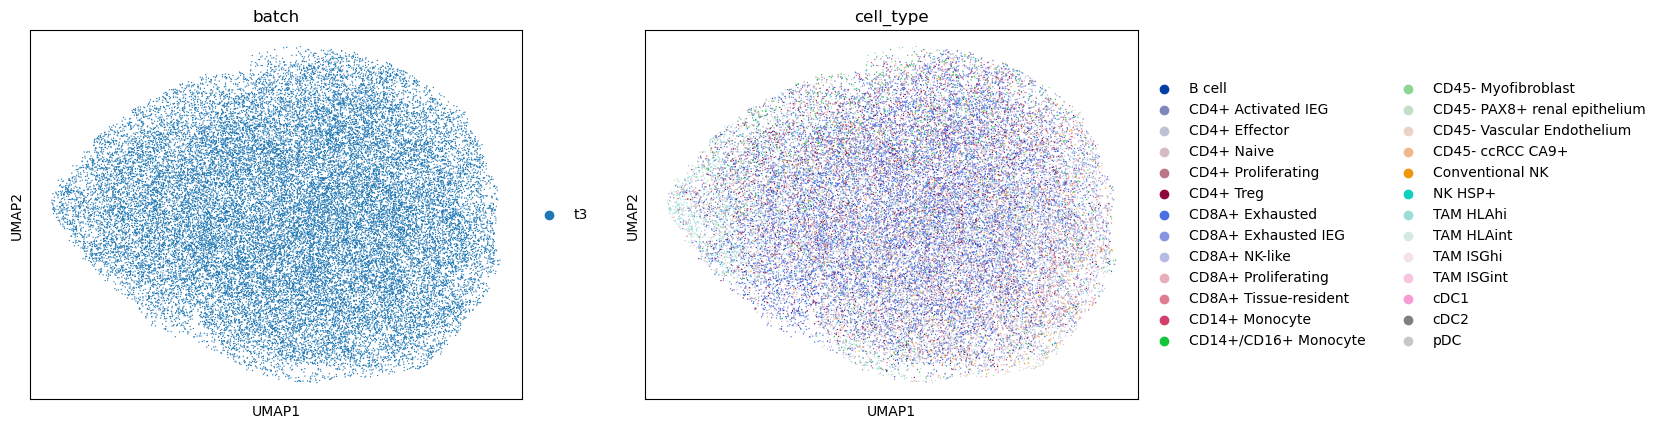 batch
UMAP2
UMAP1
t3
cell_type
UMAP2
UMAP1
B cell
CD4+ Activated IEG
CD4+ Effector
CD4+ Naive
CD4+ Proliferating
CD4+ Treg
CD8A+ Exhausted
CD8A+ Exhausted IEG
CD8A+ NK-like
CD8A+ Proliferating
CD8A+ Tissue-resident
CD14+ Monocyte
CD14+/CD16+ Monocyte
CD45- Myofibroblast
CD45- PAX8+ renal epithelium
CD45- Vascular Endothelium
CD45- ccRCC CA9+
Conventional NK
NK HSP+
TAM HLAhi
TAM HLAint
TAM ISGhi
TAM ISGint
cDC1
cDC2
pDC